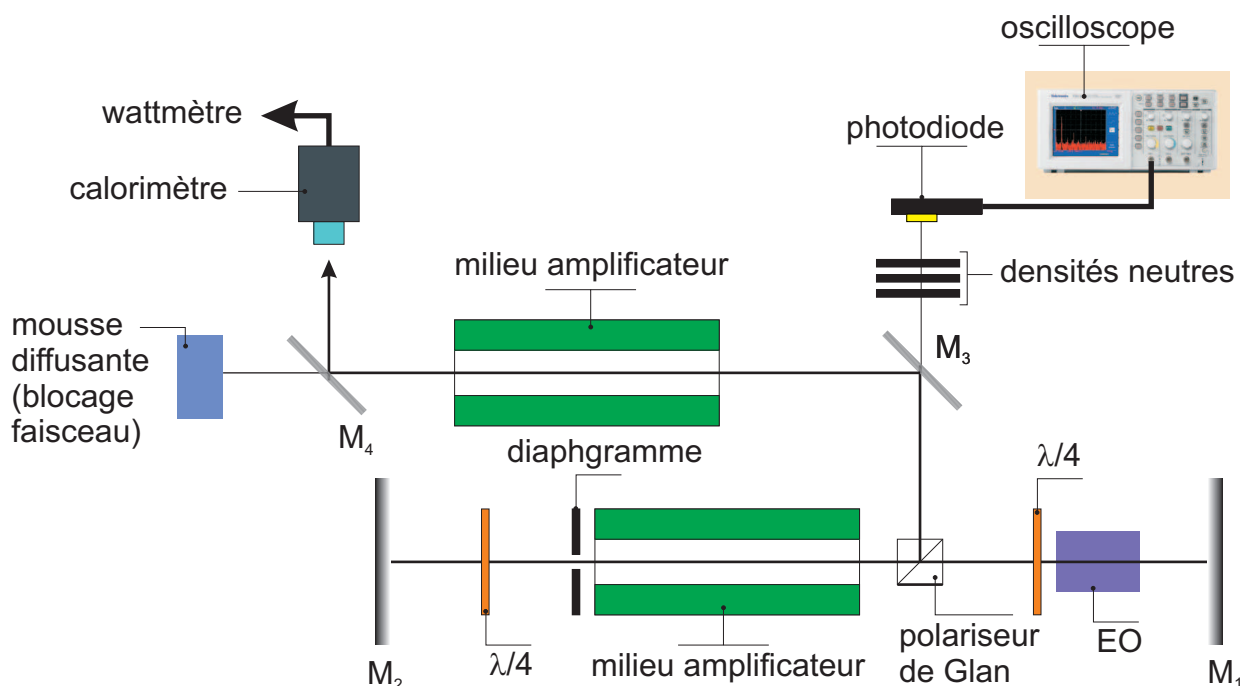 oscilloscope
wattmètre
photodiode
calorimètre
milieu amplificateur
densités neutres
mousse
diffusante
(blocage
faisceau)
M₃
M₄
diaphgramme
λ/4
M₂
λ/4
milieu amplificateur
polariseur
de Glan
EO
M₁